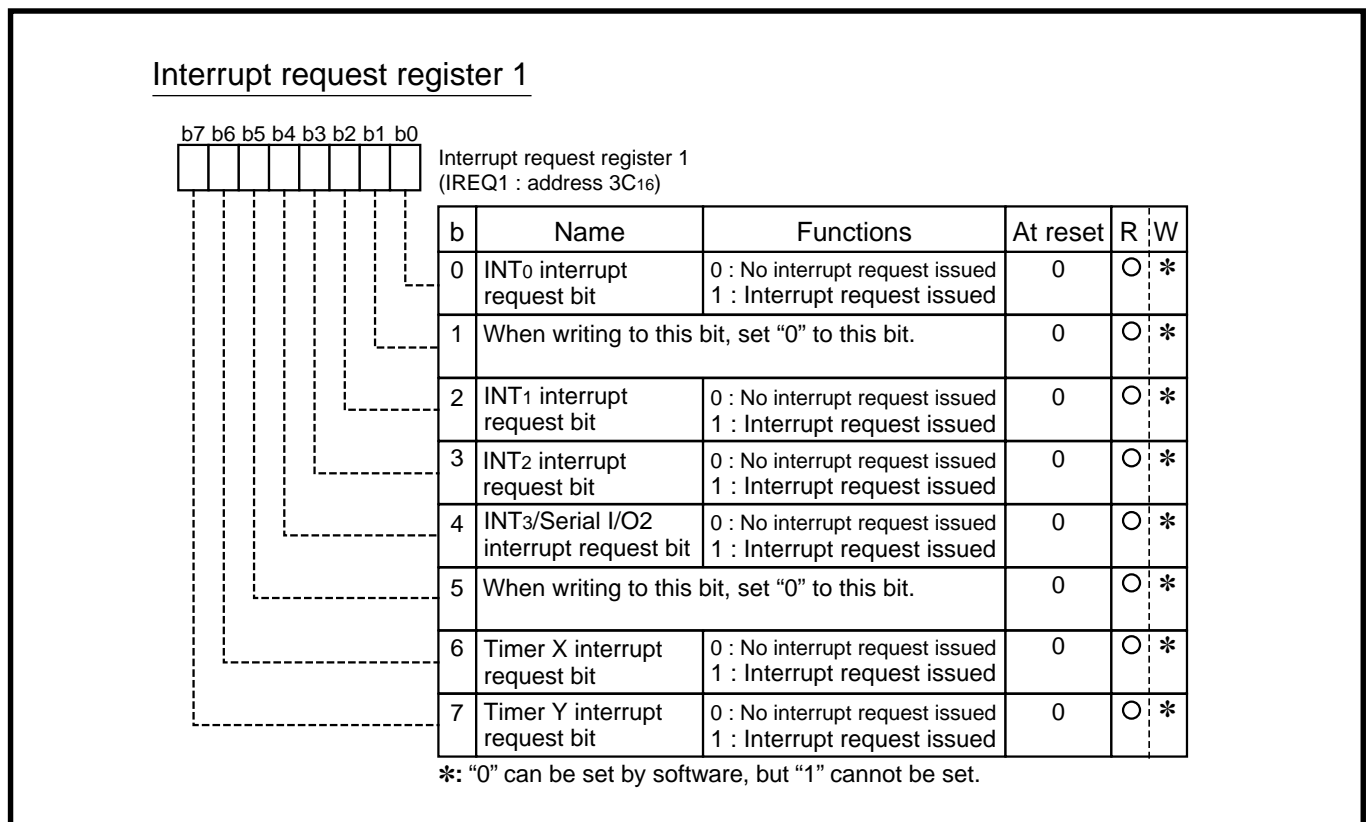 Interrupt request register 1
b7 b6 b5 b4 b3 b2 b1 b0
Interrupt request register 1
(IREQ1 : address 3C16)
b Name Functions At reset R W
0 INT0 interrupt 0 : No interrupt request issued 0 O ✻
request bit 1 : Interrupt request issued
1 When writing to this bit, set “0” to this bit. 0 O ✻
2 INT1 interrupt 0 : No interrupt request issued 0 O ✻
request bit 1 : Interrupt request issued
3 INT2 interrupt 0 : No interrupt request issued 0 O ✻
request bit 1 : Interrupt request issued
4 INT3/Serial I/O2 0 : No interrupt request issued 0 O ✻
interrupt request bit 1 : Interrupt request issued
5 When writing to this bit, set “0” to this bit. 0 O ✻
6 Timer X interrupt 0 : No interrupt request issued 0 O ✻
request bit 1 : Interrupt request issued
7 Timer Y interrupt 0 : No interrupt request issued 0 O ✻
request bit 1 : Interrupt request issued
✻: “0” can be set by software, but “1” cannot be set.